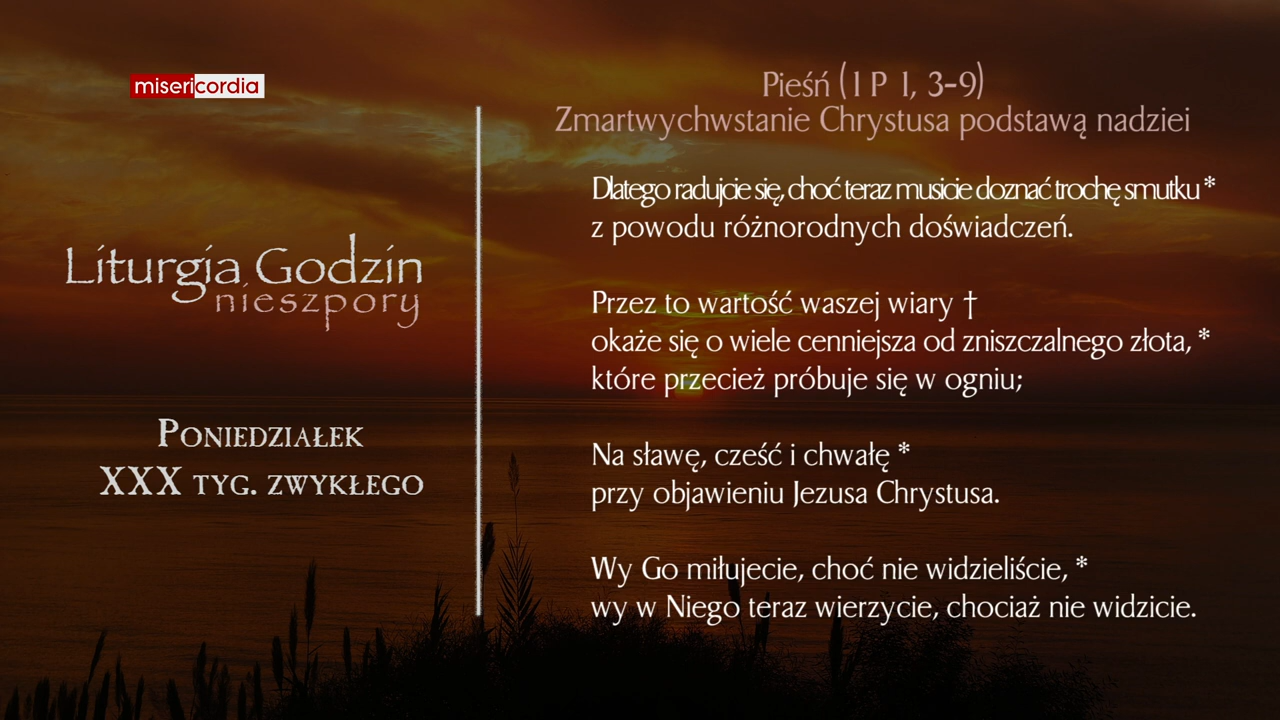 misericordia
Liturgia Godzin
nieszpory
Poniedziałek
XXX tyg. zwykłego
Pieśń (1 P 1, 3-9)
Zmartwychwstanie Chrystusa podstawą nadziei
Dlatego radujcie się, choć teraz musicie doznać trochę smutku *
z powodu różnorodnych doświadczeń.
Przez to wartość waszej wiary †
okaże się o wiele cenniejsza od zniszczalnego złota, *
które przecież próbuje się w ogniu;
Na sławę, cześć i chwałę *
przy objawieniu Jezusa Chrystusa.
Wy Go miłujecie, choć nie widzieliście, *
wy w Niego teraz wierzycie, chociaż nie widzicie.